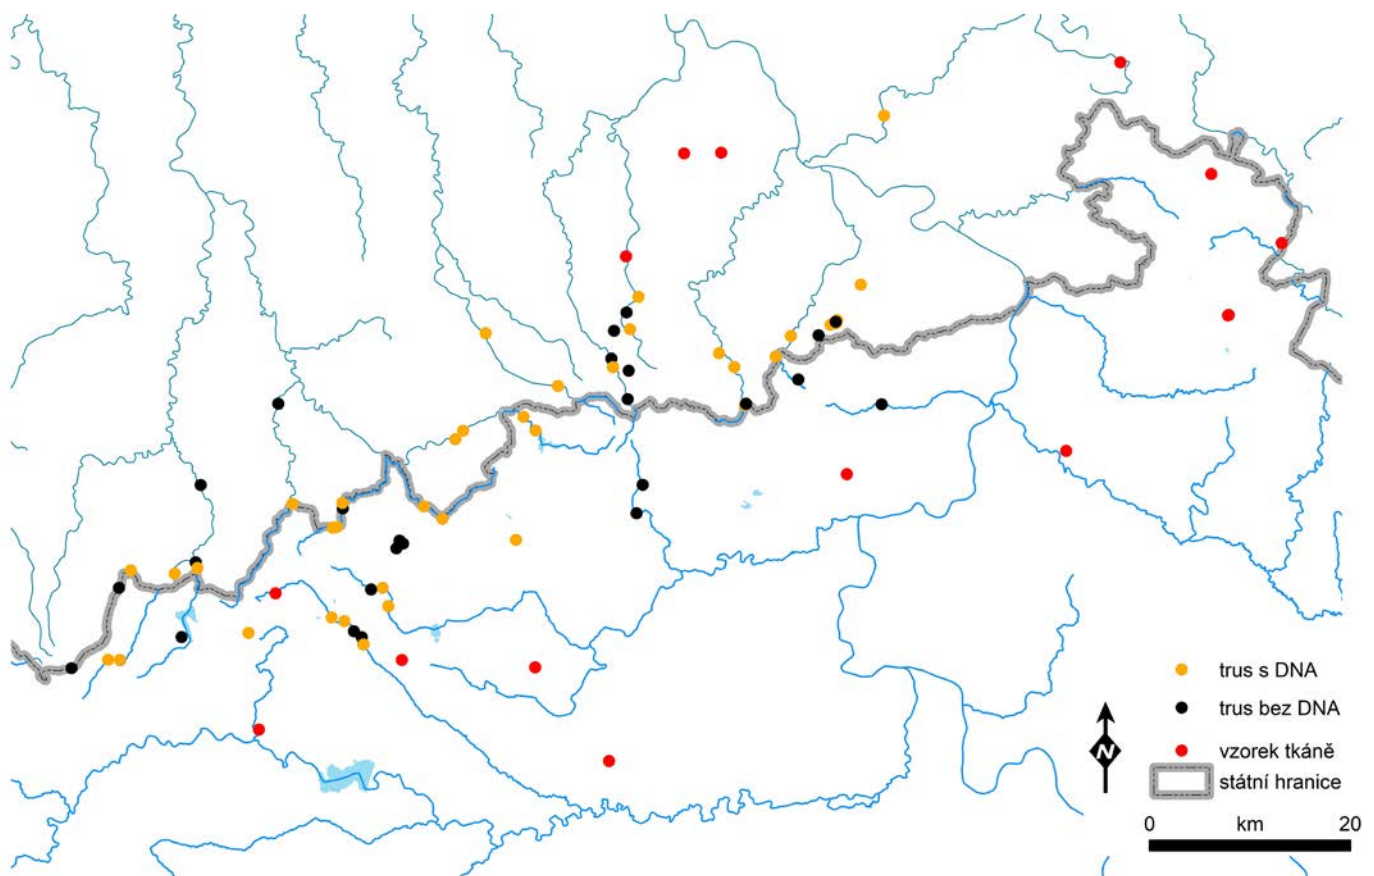 trus s DNA
trus bez DNA
vzorek tkáně
státní hranice
N
0 km 20